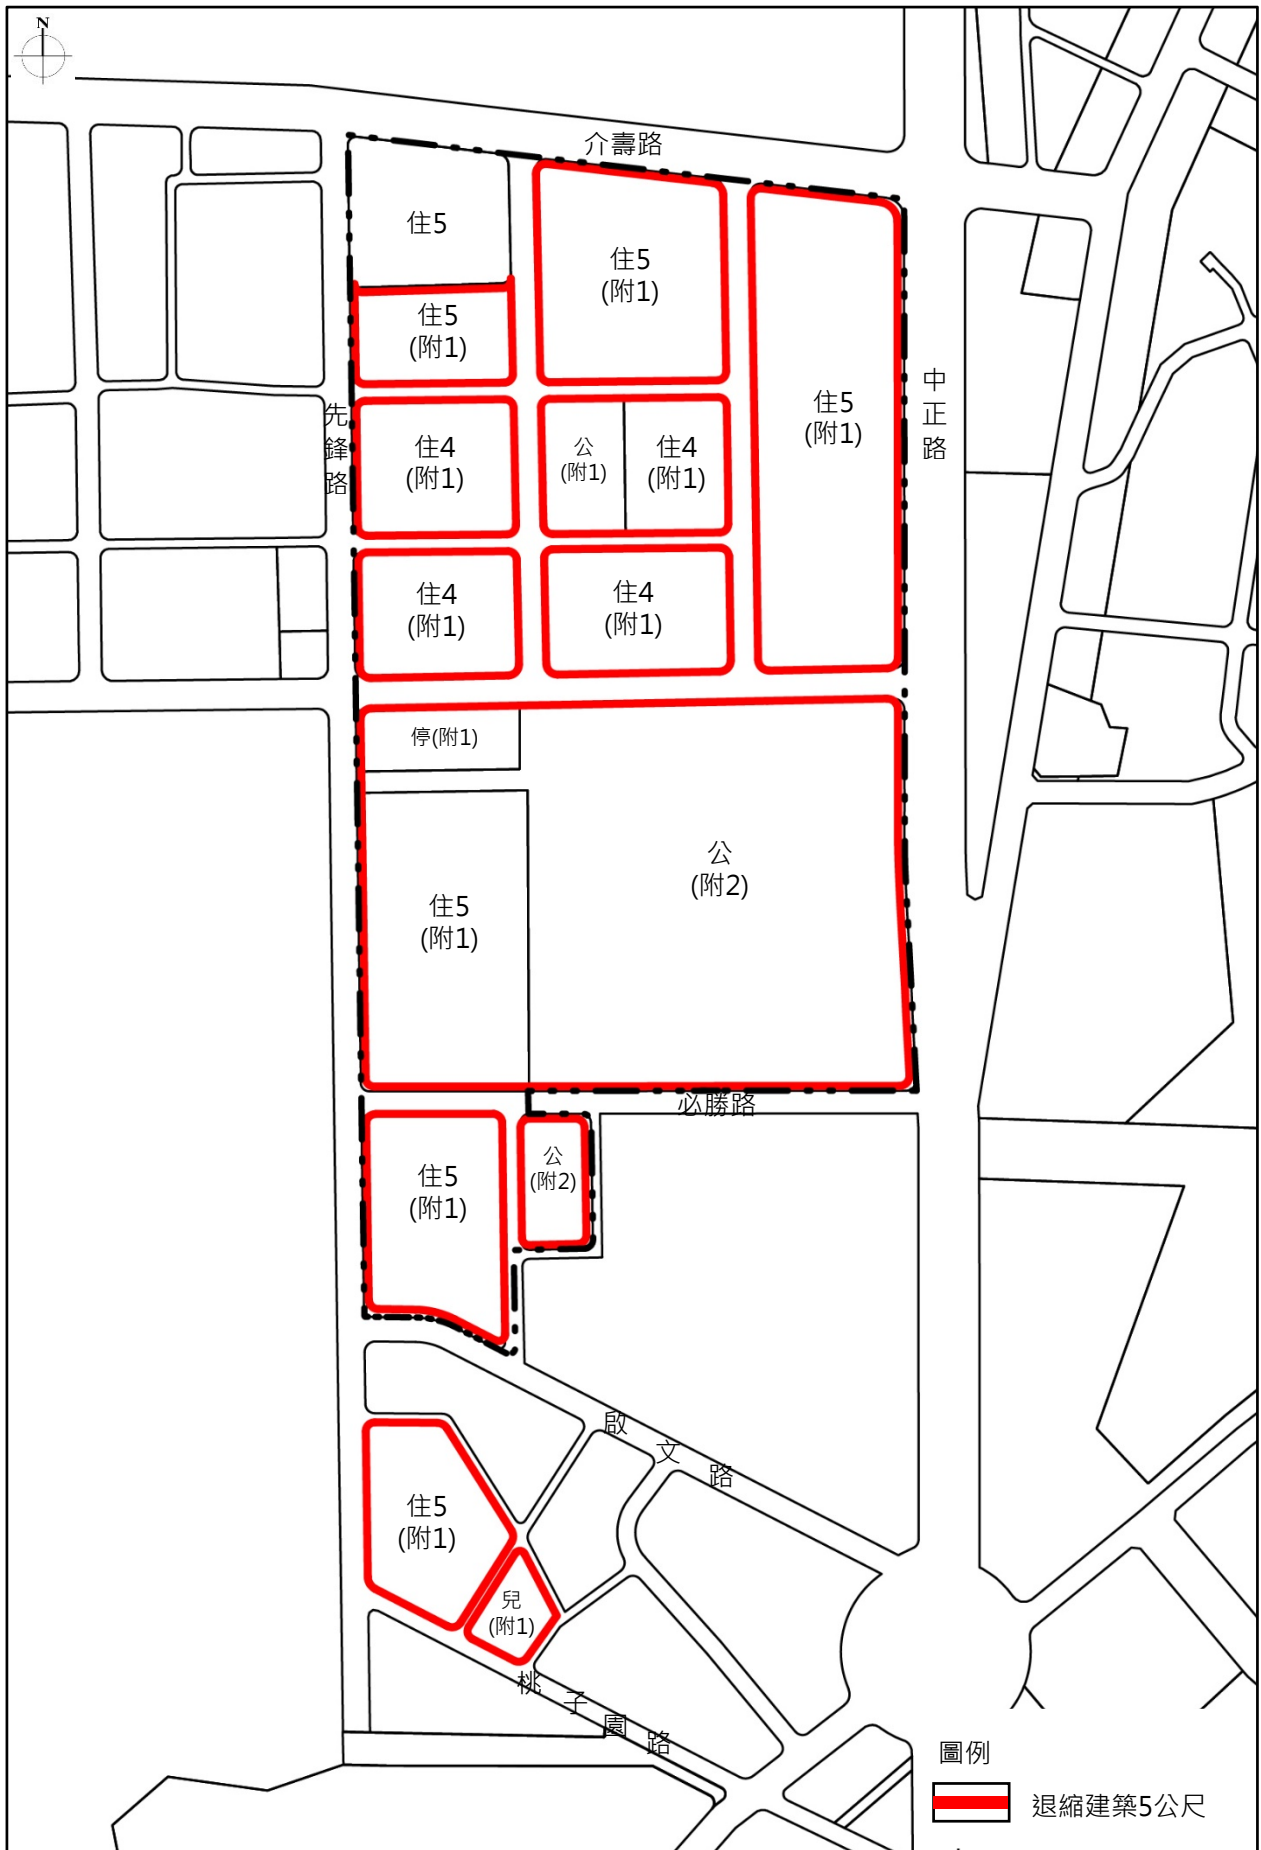 N
介壽路
住5
住5
(附1)
住5
(附1)
住5
(附1)
中正路
先鋒路
住4
(附1)
公
(附1)
住4
(附1)
住4
(附1)
住4
(附1)
停(附1)
公
(附2)
住5
(附1)
必勝路
公
(附2)
住5
(附1)
啟文路
住5
(附1)
兒
(附1)
桃子園路
圖例
退縮建築5公尺